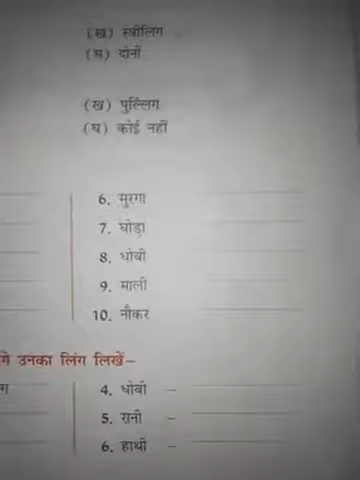 (ख) स्त्रीलिंग
(घ) दोनों
(ख) पुल्लिंग
(घ) कोई नहीं
6. मुरगा
7. घोड़ा
8. धोबी
9. माली
10. नौकर
गे उनका लिंग लिखें–
ग
4. धोबी –
5. रानी –
6. हाथी –